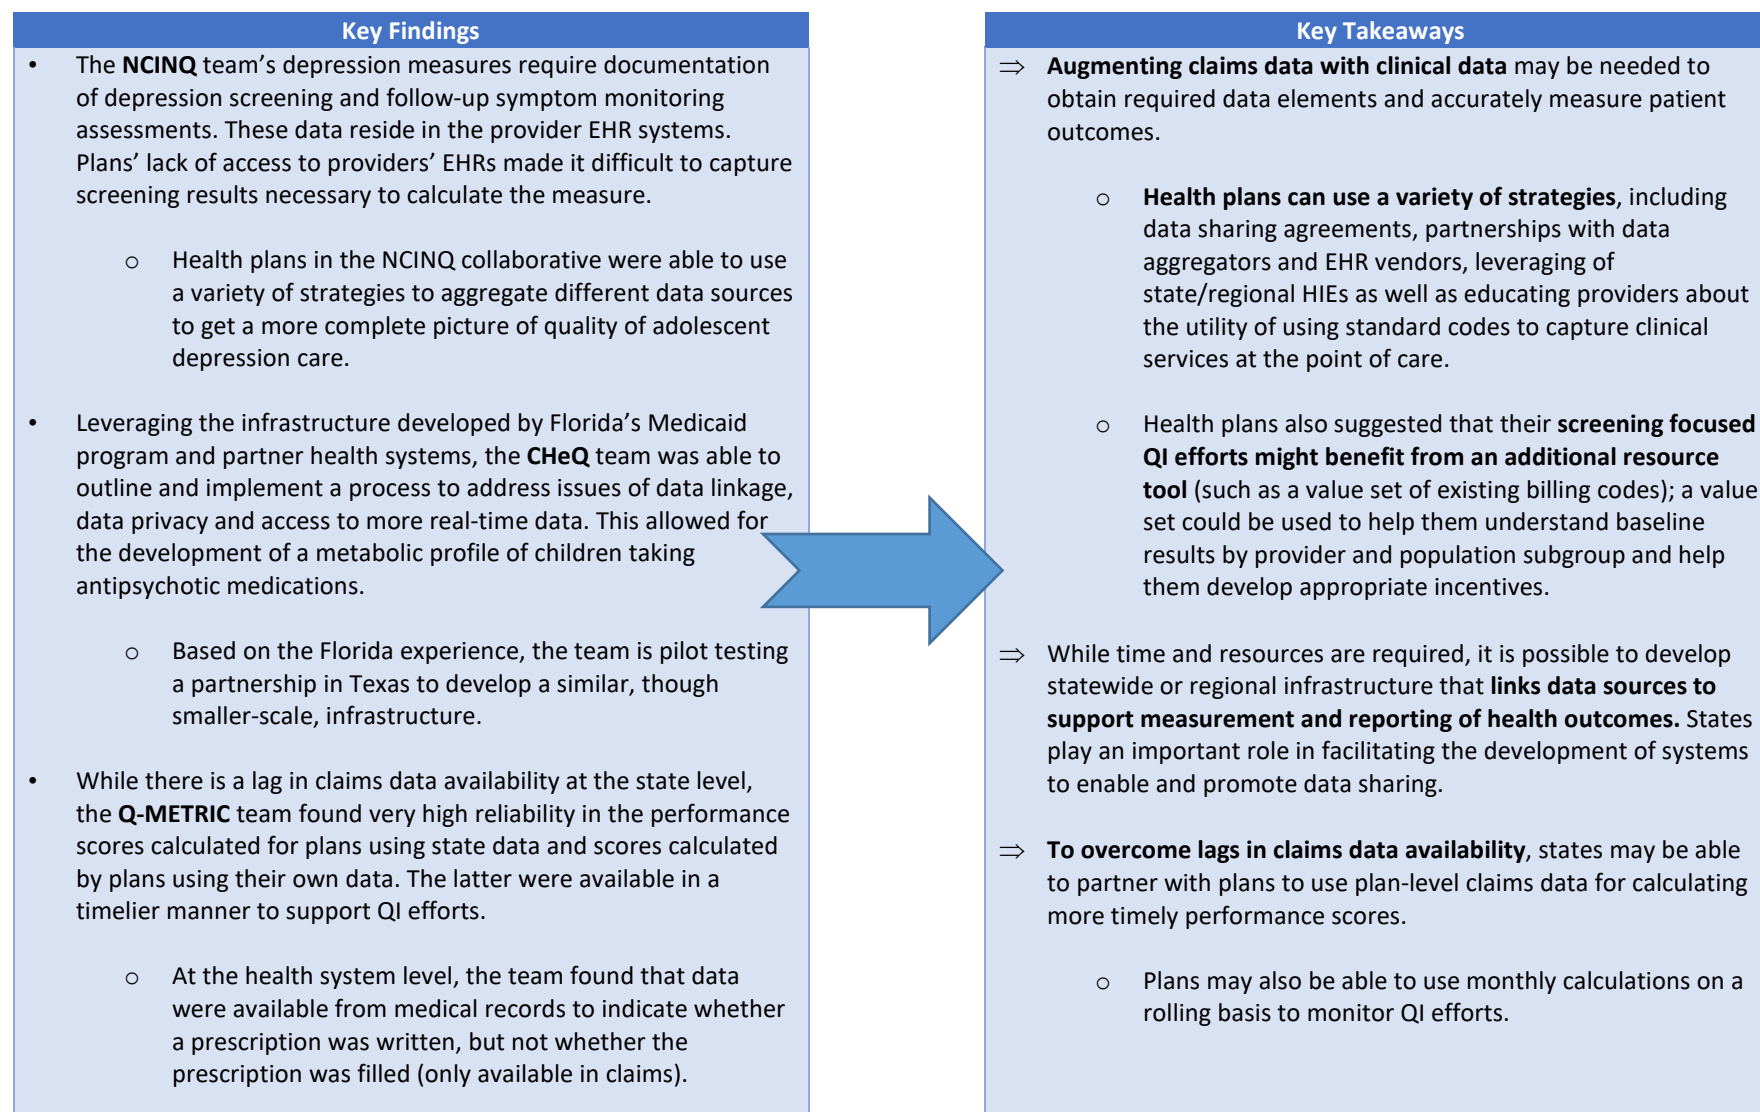 Key Findings
• The NCINQ team’s depression measures require documentation
of depression screening and follow-up symptom monitoring
assessments. These data reside in the provider EHR systems.
Plans’ lack of access to providers’ EHRs made it difficult to capture
screening results necessary to calculate the measure.
o Health plans in the NCINQ collaborative were able to use
a variety of strategies to aggregate different data sources
to get a more complete picture of quality of adolescent
depression care.
• Leveraging the infrastructure developed by Florida’s Medicaid
program and partner health systems, the CHeQ team was able to
outline and implement a process to address issues of data linkage,
data privacy and access to more real-time data. This allowed for
the development of a metabolic profile of children taking
antipsychotic medications.
o Based on the Florida experience, the team is pilot testing
a partnership in Texas to develop a similar, though
smaller-scale, infrastructure.
• While there is a lag in claims data availability at the state level,
the Q-METRIC team found very high reliability in the performance
scores calculated for plans using state data and scores calculated
by plans using their own data. The latter were available in a
timelier manner to support QI efforts.
o At the health system level, the team found that data
were available from medical records to indicate whether
a prescription was written, but not whether the
prescription was filled (only available in claims).
Key Takeaways
⇒ Augmenting claims data with clinical data may be needed to
obtain required data elements and accurately measure patient
outcomes.
o Health plans can use a variety of strategies, including
data sharing agreements, partnerships with data
aggregators and EHR vendors, leveraging of
state/regional HIEs as well as educating providers about
the utility of using standard codes to capture clinical
services at the point of care.
o Health plans also suggested that their screening focused
QI efforts might benefit from an additional resource
tool (such as a value set of existing billing codes); a value
set could be used to help them understand baseline
results by provider and population subgroup and help
them develop appropriate incentives.
⇒ While time and resources are required, it is possible to develop
statewide or regional infrastructure that links data sources to
support measurement and reporting of health outcomes. States
play an important role in facilitating the development of systems
to enable and promote data sharing.
⇒ To overcome lags in claims data availability, states may be able
to partner with plans to use plan-level claims data for calculating
more timely performance scores.
o Plans may also be able to use monthly calculations on a
rolling basis to monitor QI efforts.